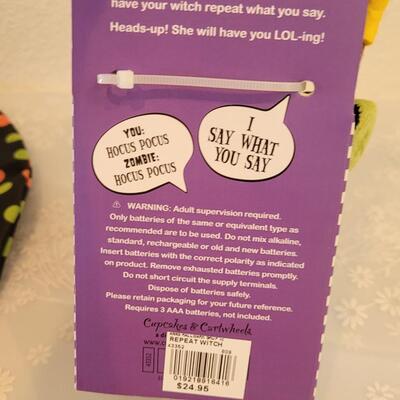 have your witch repeat what you say.
Heads-up! She will have you LOL-ing!
YOU:
HOCUS POCUS
ZOMBIE:
HOCUS POCUS
I
SAY WHAT
YOU SAY
⚠ WARNING: Adult supervision required.
Only batteries of the same or equivalent type as
recommended are to be used. Do not mix alkaline,
standard, rechargeable or old and new batteries.
Insert batteries with the correct polarity as indicated
on product. Remove exhausted batteries promptly.
Do not short circuit the supply terminals.
Dispose of batteries safely.
Please retain packaging for your future reference.
Requires 3 AAA batteries, not included.
Cupcakes & Cartwheels
REPEAT WITCH
43352
43352
019218916416
$24.95